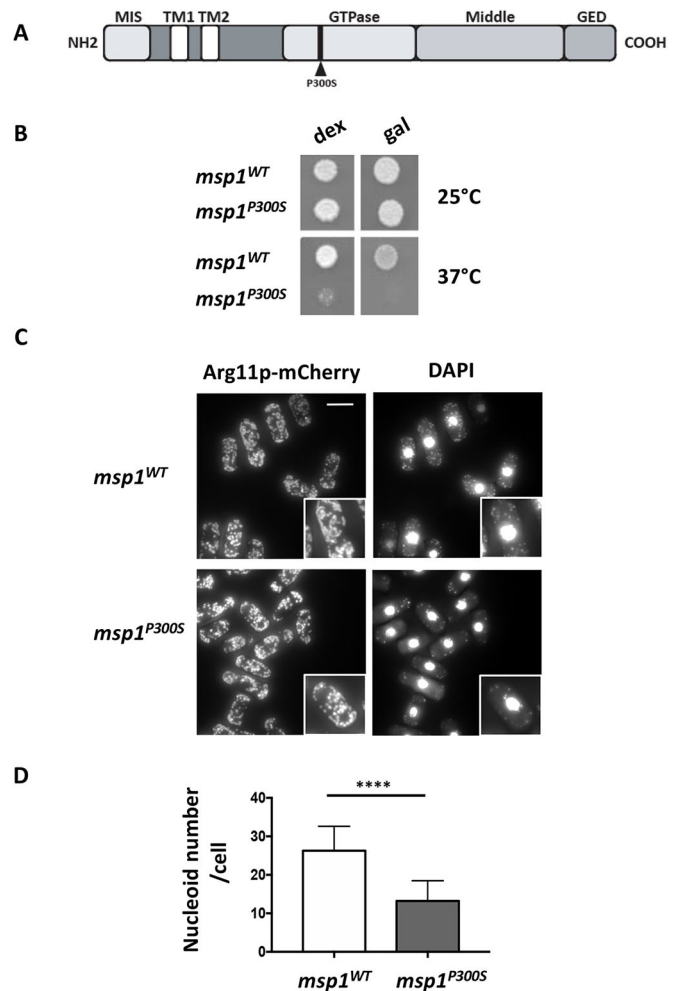 A
MIS TM1 TM2 GTPase Middle GED
NH2 COOH
P300S
B
dex gal
msp1WT
msp1P300S
25°C
msp1WT
msp1P300S
37°C
C
Arg11p-mCherry DAPI
msp1WT
msp1P300S
D
****
Nucleoid number
/cell
40
30
20
10
0
msp1WT msp1P300S